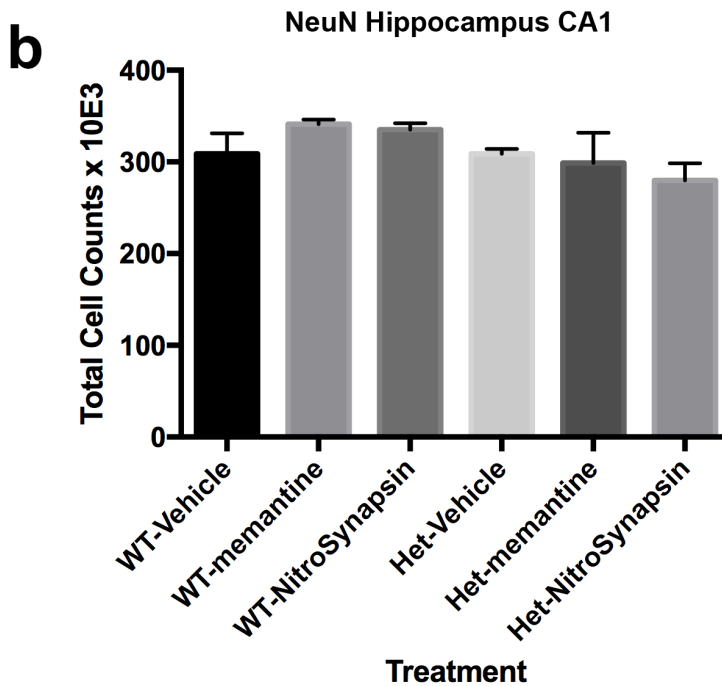 NeuN Hippocampus CA1
b
400
300
200
100
0
Total Cell Counts x 10E3
WT-Vehicle
WT-memantine
WT-NitroSynapsin
Het-Vehicle
Het-memantine
Het-NitroSynapsin
Treatment